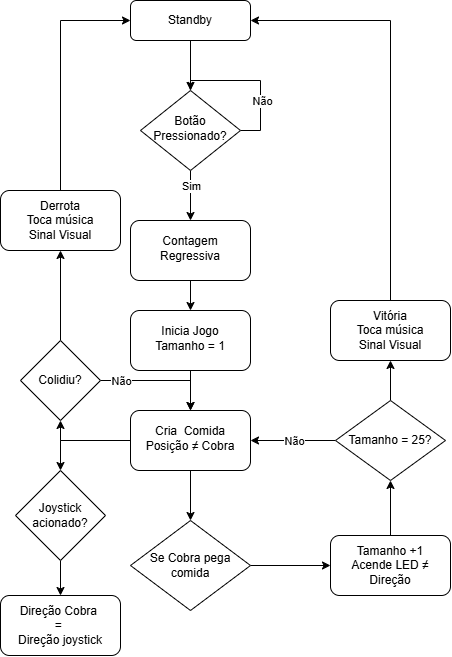 Standby
Não
Botão
Pressionado?
Sim
Derrota
Toca música
Sinal Visual
Contagem
Regressiva
Inicia Jogo
Tamanho = 1
Vitória
Toca música
Sinal Visual
Colidiu?
Não
Cria Comida
Posição ≠ Cobra
Não
Tamanho = 25?
Joystick
acionado?
Se Cobra pega
comida
Tamanho +1
Acende LED ≠
Direção
Direção Cobra
=
Direção joystick